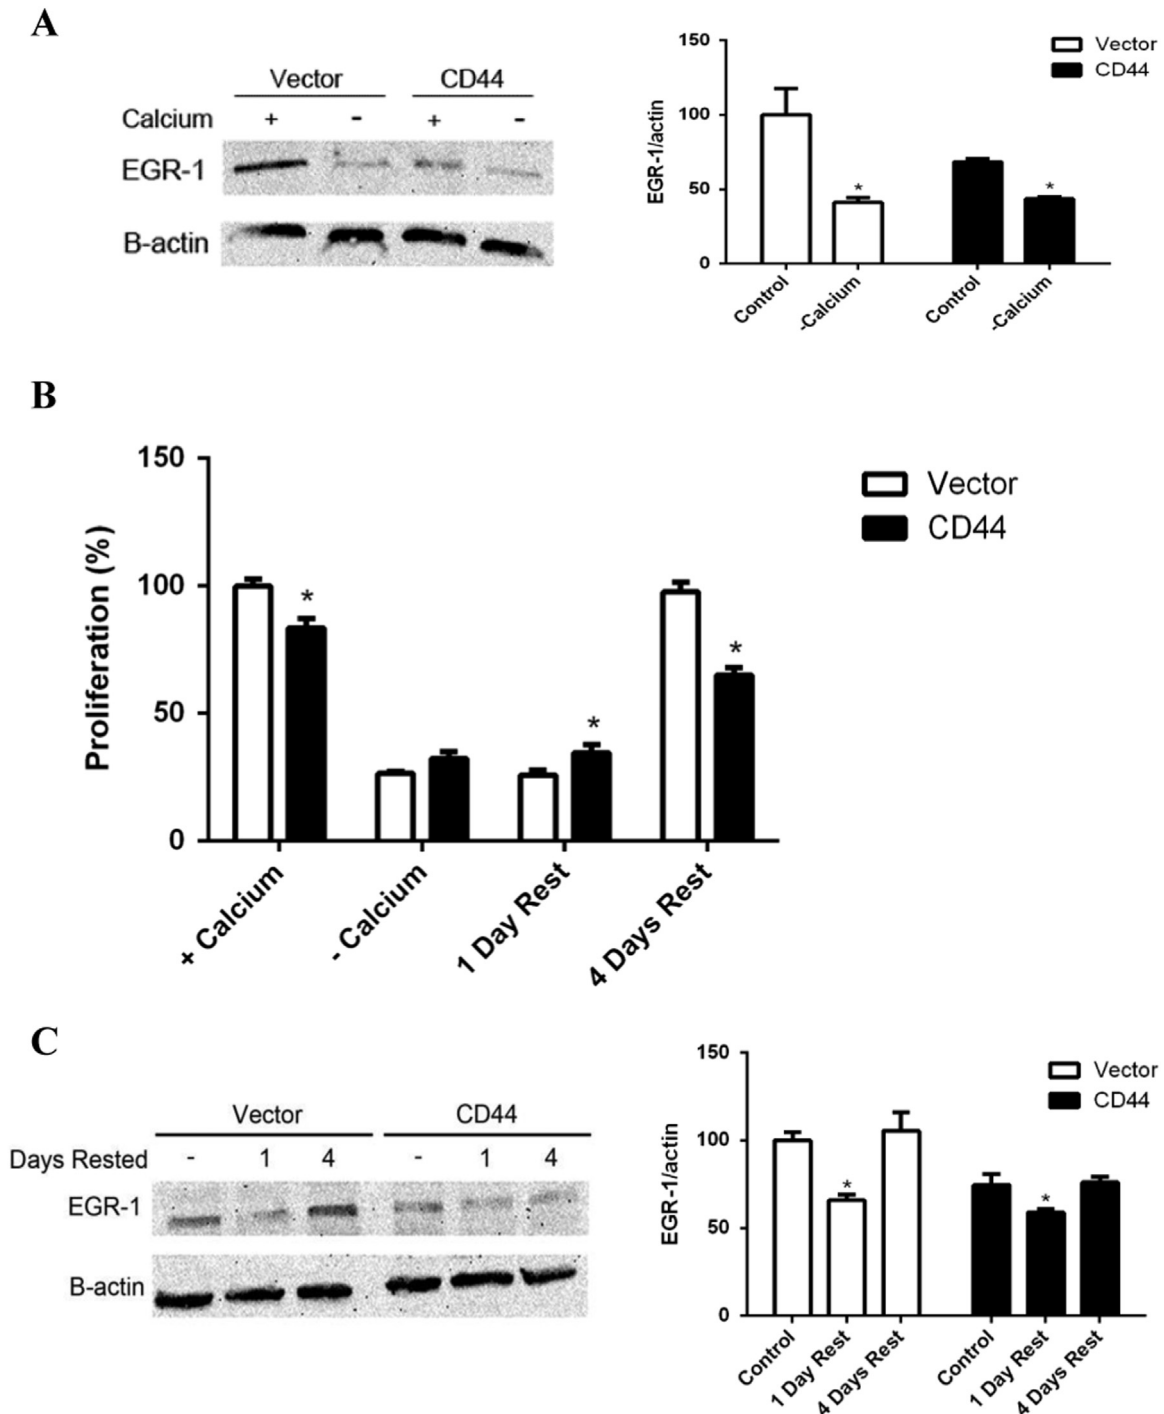 A
Vector CD44
Calcium + - + -
EGR-1
B-actin
150
100
50
0
EGR-1/actin
Vector
CD44
Control -Calcium Control -Calcium
*
*
B
150
100
50
0
Proliferation (%)
Vector
CD44
*
*
*
+ Calcium - Calcium 1 Day Rest 4 Days Rest
C
Vector CD44
Days Rested - 1 4 - 1 4
EGR-1
B-actin
150
100
50
0
EGR-1/actin
Vector
CD44
*
*
Control 1 Day Rest 4 Days Rest Control 1 Day Rest 4 Days Rest